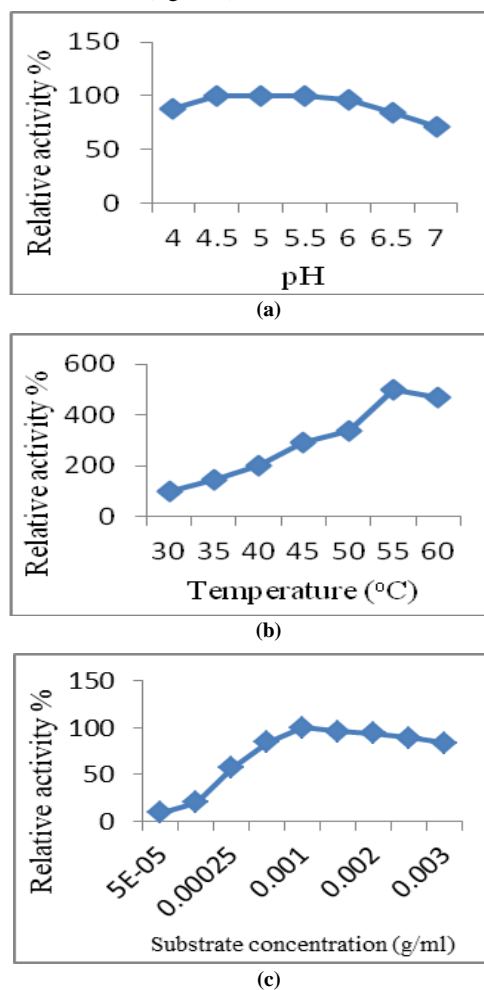 150
100
50
0
Relative activity %
4 4.5 5 5.5 6 6.5 7
pH
(a)
600
400
200
0
Relative activity %
30 35 40 45 50 55 60
Temperature (°C)
(b)
150
100
50
0
Relative activity %
5E-05 0.00025 0.001 0.002 0.003
Substrate concentration (g/ml)
(c)